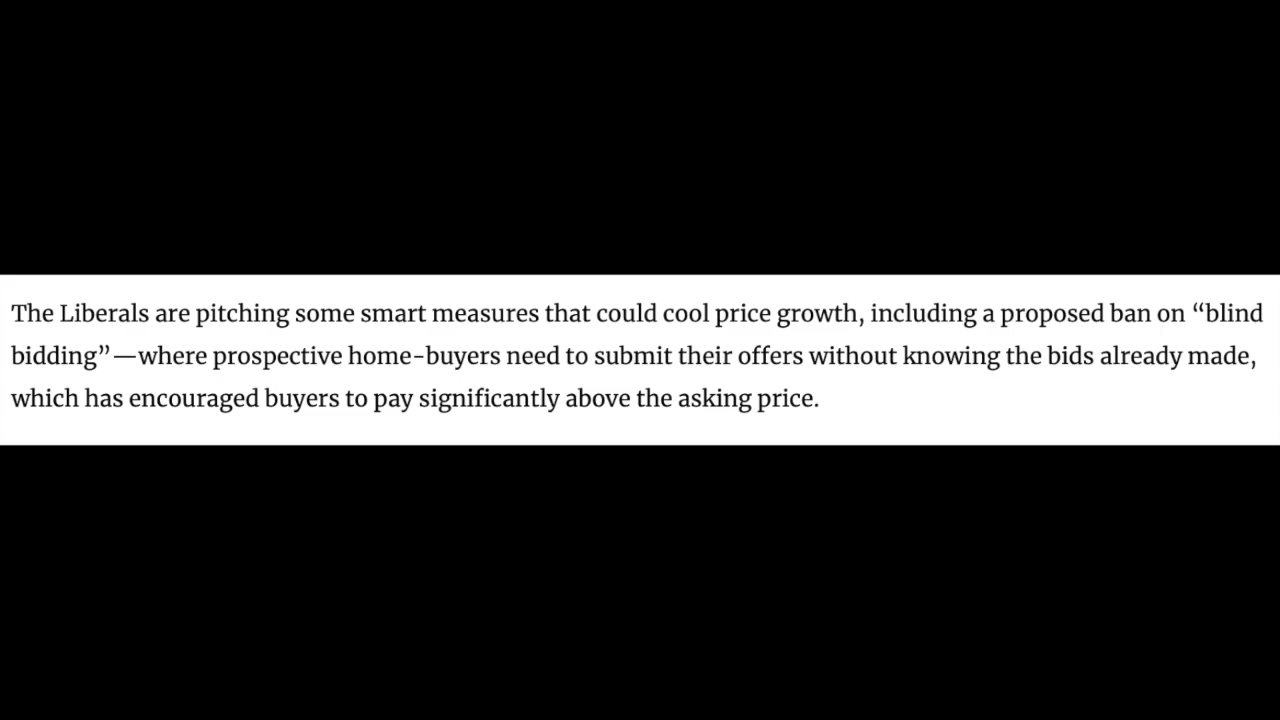 The Liberals are pitching some smart measures that could cool price growth, including a proposed ban on “blind
bidding”—where prospective home-buyers need to submit their offers without knowing the bids already made,
which has encouraged buyers to pay significantly above the asking price.